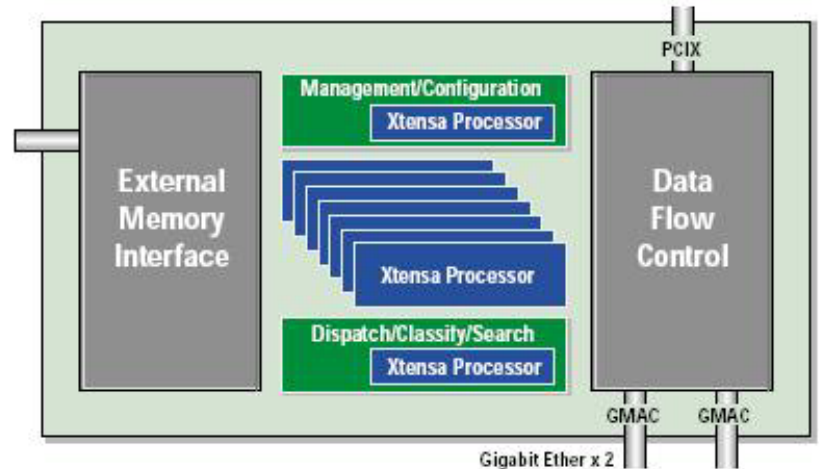 PCIX
Management/Configuration
Xtensa Processor
External
Memory
Interface
Data
Flow
Control
Xtensa Processor
Dispatch/Classify/Search
Xtensa Processor
GMAC
GMAC
Gigabit Ether x 2